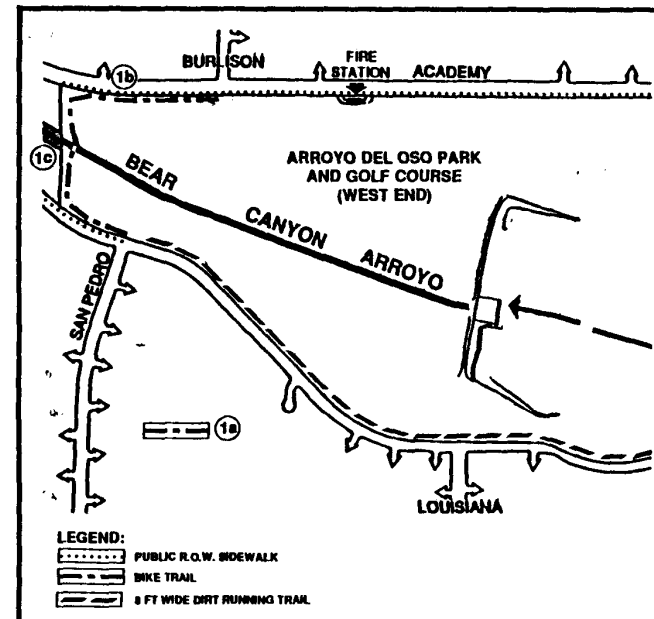 BURLISON
1b
FIRE
STATION
ACADEMY
1c
ARROYO DEL OSO PARK
AND GOLF COURSE
(WEST END)
BEAR CANYON ARROYO
SAN PEDRO
1a
LOUISIANA
LEGEND:
PUBLIC R.O.W. SIDEWALK
BIKE TRAIL
8 FT WIDE DIRT RUNNING TRAIL